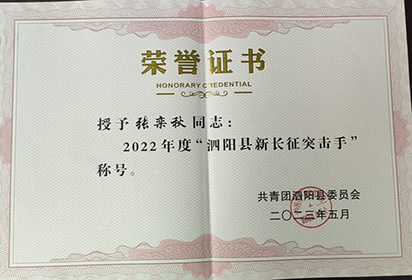 荣誉证书
HONORARY CREDENTIAL
授予张栾秋同志：
2022年度“泗阳县新长征突击手”
称号。
共青团泗阳县委员会
二〇二三年五月